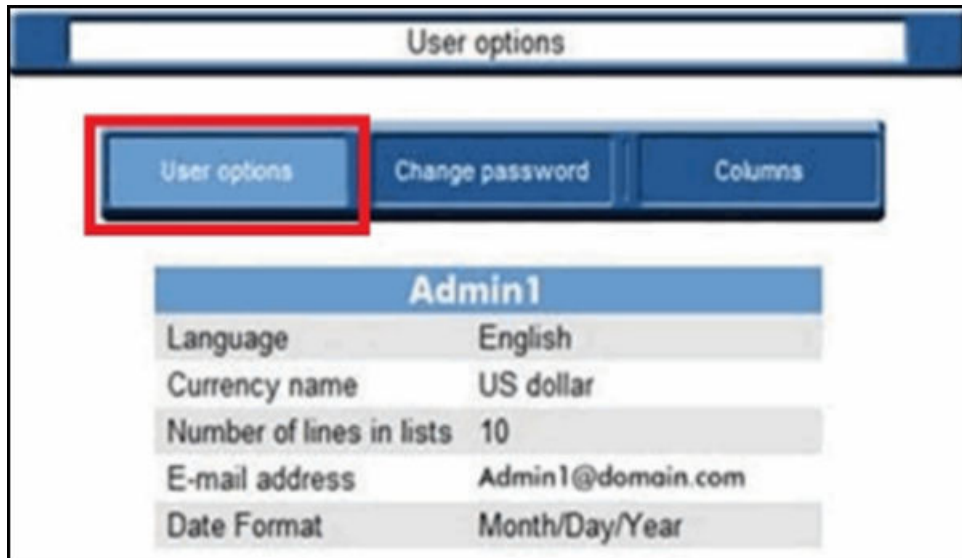 User options
User options Change password Columns
Admin1
Language English
Currency name US dollar
Number of lines in lists 10
E-mail address Admin1@domain.com
Date Format Month/Day/Year